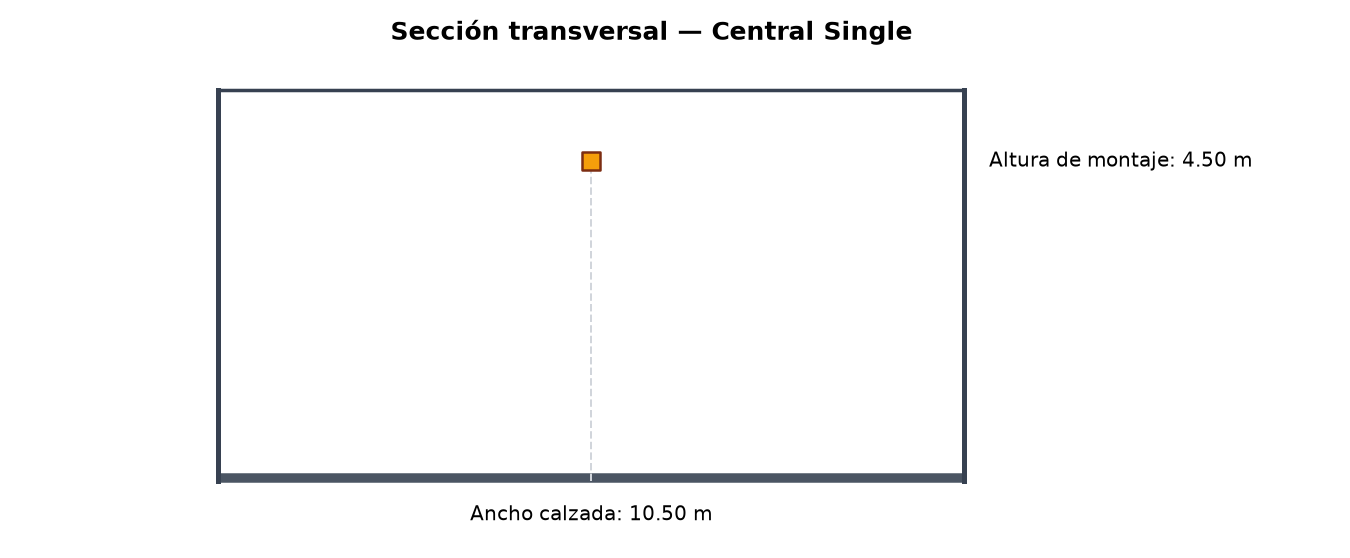 Sección transversal — Central Single
Altura de montaje: 4.50 m
Ancho calzada: 10.50 m